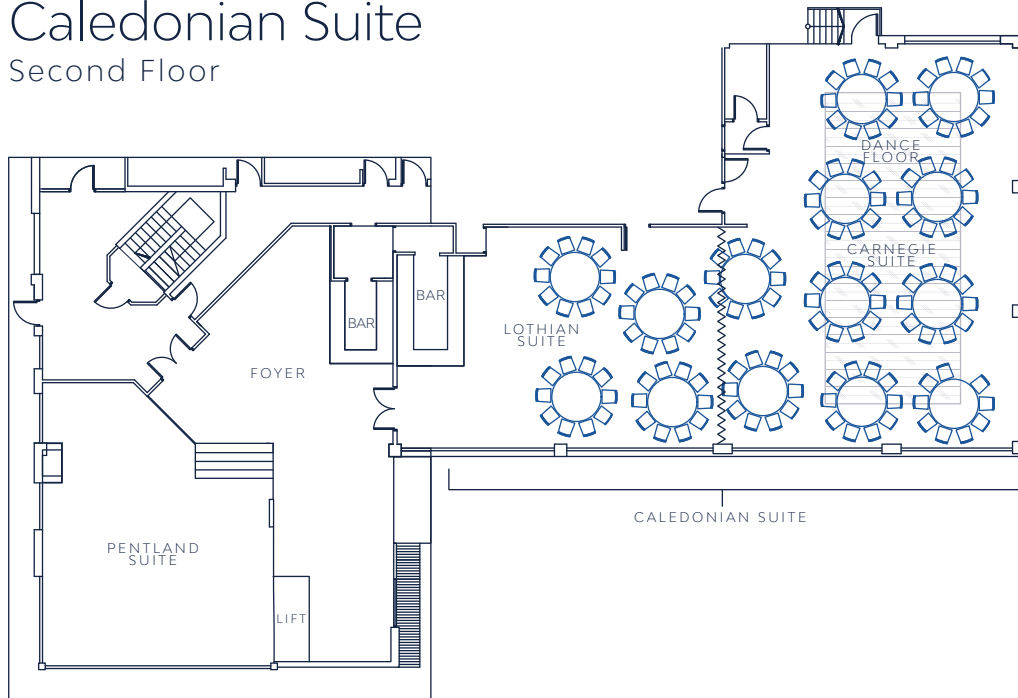 Caledonian Suite
Second Floor
DANCE
FLOOR
CARNEGIE
SUITE
BAR
BAR
LOTHIAN
SUITE
FOYER
CALEDONIAN SUITE
PENTLAND
SUITE
LIFT